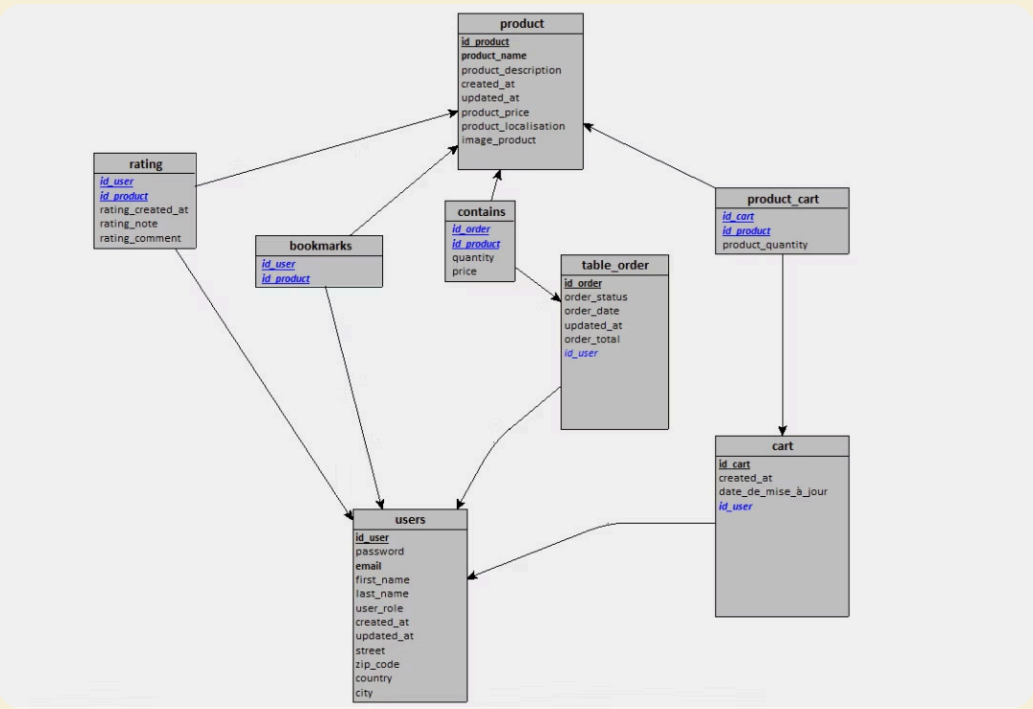 product
id_product
product_name
product_description
created_at
updated_at
product_price
product_localisation
image_product
rating
id_user
id_product
rating_created_at
rating_note
rating_comment
bookmarks
id_user
id_product
contains
id_order
id_product
quantity
price
product_cart
id_cart
id_product
product_quantity
table_order
id_order
order_status
order_date
updated_at
order_total
id_user
cart
id_cart
created_at
date_de_mise_à_jour
id_user
users
id_user
password
email
first_name
last_name
user_role
created_at
updated_at
street
zip_code
country
city